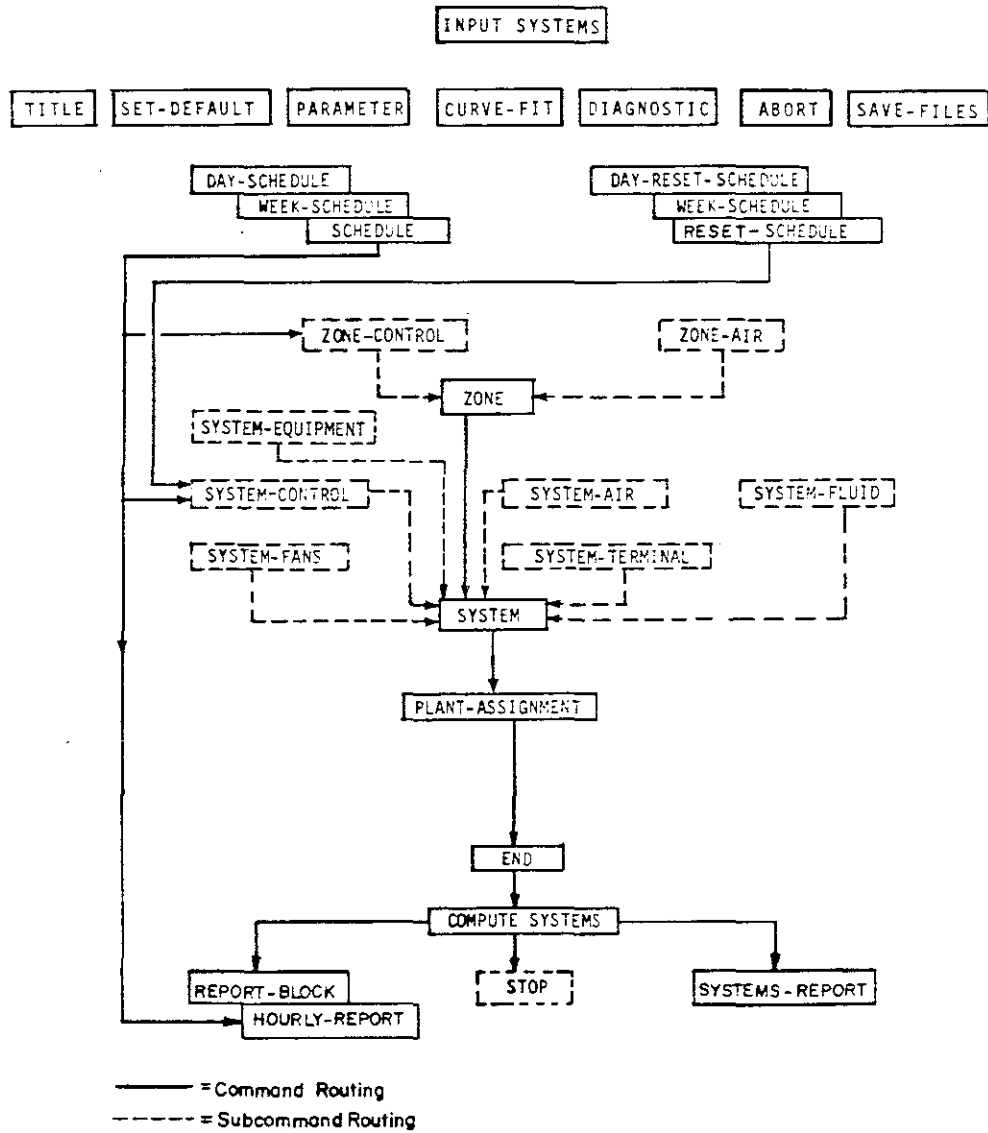 INPUT SYSTEMS
TITLE
SET-DEFAULT
PARAMETER
CURVE-FIT
DIAGNOSTIC
ABORT
SAVE-FILES
DAY-SCHEDULE
WEEK-SCHEDULE
SCHEDULE
DAY-RESET-SCHEDULE
WEEK-SCHEDULE
RESET-SCHEDULE
ZONE-CONTROL
ZONE-AIR
ZONE
SYSTEM-EQUIPMENT
SYSTEM-CONTROL
SYSTEM-AIR
SYSTEM-FLUID
SYSTEM-FANS
SYSTEM-TERMINAL
SYSTEM
PLANT-ASSIGNMENT
END
COMPUTE SYSTEMS
REPORT-BLOCK
STOP
SYSTEMS-REPORT
HOURLY-REPORT
= Command Routing
= Subcommand Routing